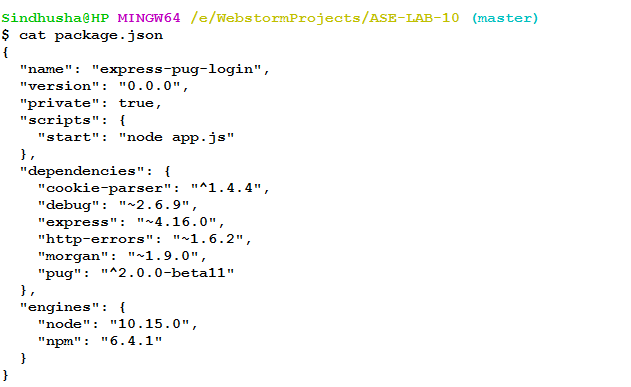 Sindhusha@HP MINGW64 /e/WebstormProjects/ASE-LAB-10 (master)
$ cat package.json
{
  "name": "express-pug-login",
  "version": "0.0.0",
  "private": true,
  "scripts": {
    "start": "node app.js"
  },
  "dependencies": {
    "cookie-parser": "^1.4.4",
    "debug": "~2.6.9",
    "express": "~4.16.0",
    "http-errors": "~1.6.2",
    "morgan": "~1.9.0",
    "pug": "^2.0.0-beta11"
  },
  "engines": {
    "node": "10.15.0",
    "npm": "6.4.1"
  }
}